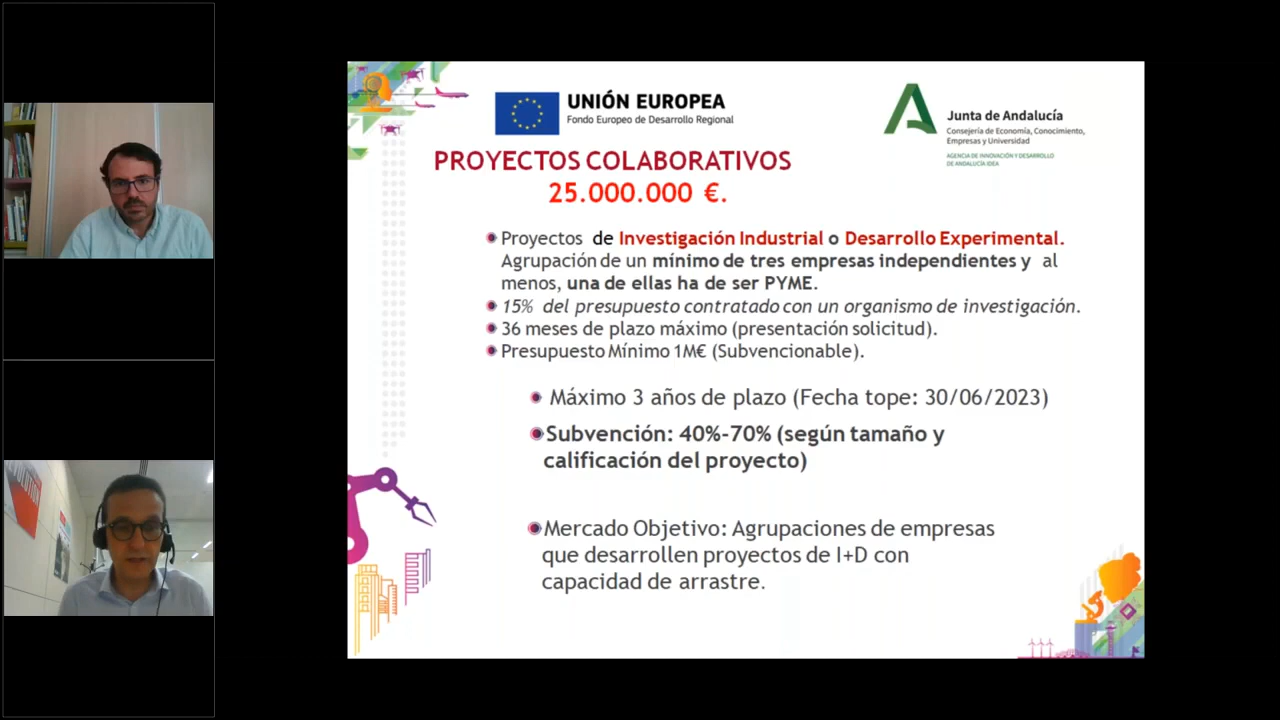 UNIÓN EUROPEA
Fondo Europeo de Desarrollo Regional
Junta de Andalucía
Consejería de Economía, Conocimiento,
Empresas y Universidad
AGENCIA DE INNOVACIÓN Y DESARROLLO
DE ANDALUCÍA IDEA
PROYECTOS COLABORATIVOS
25.000.000 €.
Proyectos de Investigación Industrial o Desarrollo Experimental.
Agrupación de un mínimo de tres empresas independientes y al
menos, una de ellas ha de ser PYME.
15% del presupuesto contratado con un organismo de investigación.
36 meses de plazo máximo (presentación solicitud).
Presupuesto Mínimo 1M€ (Subvencionable).
Máximo 3 años de plazo (Fecha tope: 30/06/2023)
Subvención: 40%-70% (según tamaño y
calificación del proyecto)
Mercado Objetivo: Agrupaciones de empresas
que desarrollen proyectos de I+D con
capacidad de arrastre.